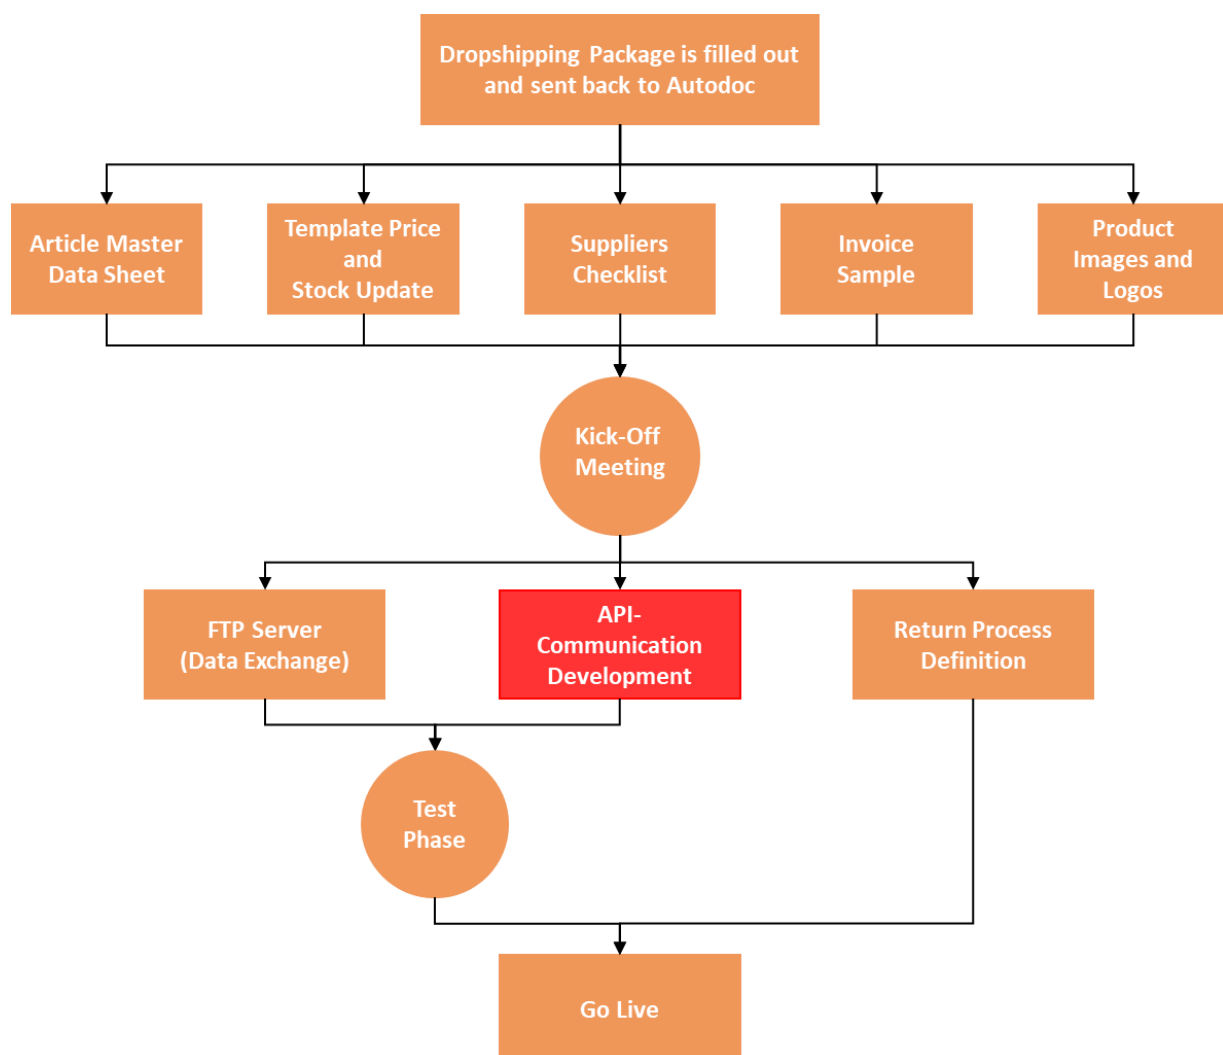 Dropshipping Package is filled out
and sent back to Autodoc
Article Master
Data Sheet
Template Price
and
Stock Update
Suppliers
Checklist
Invoice
Sample
Product
Images and
Logos
Kick-Off
Meeting
FTP Server
(Data Exchange)
API-
Communication
Development
Return Process
Definition
Test
Phase
Go Live